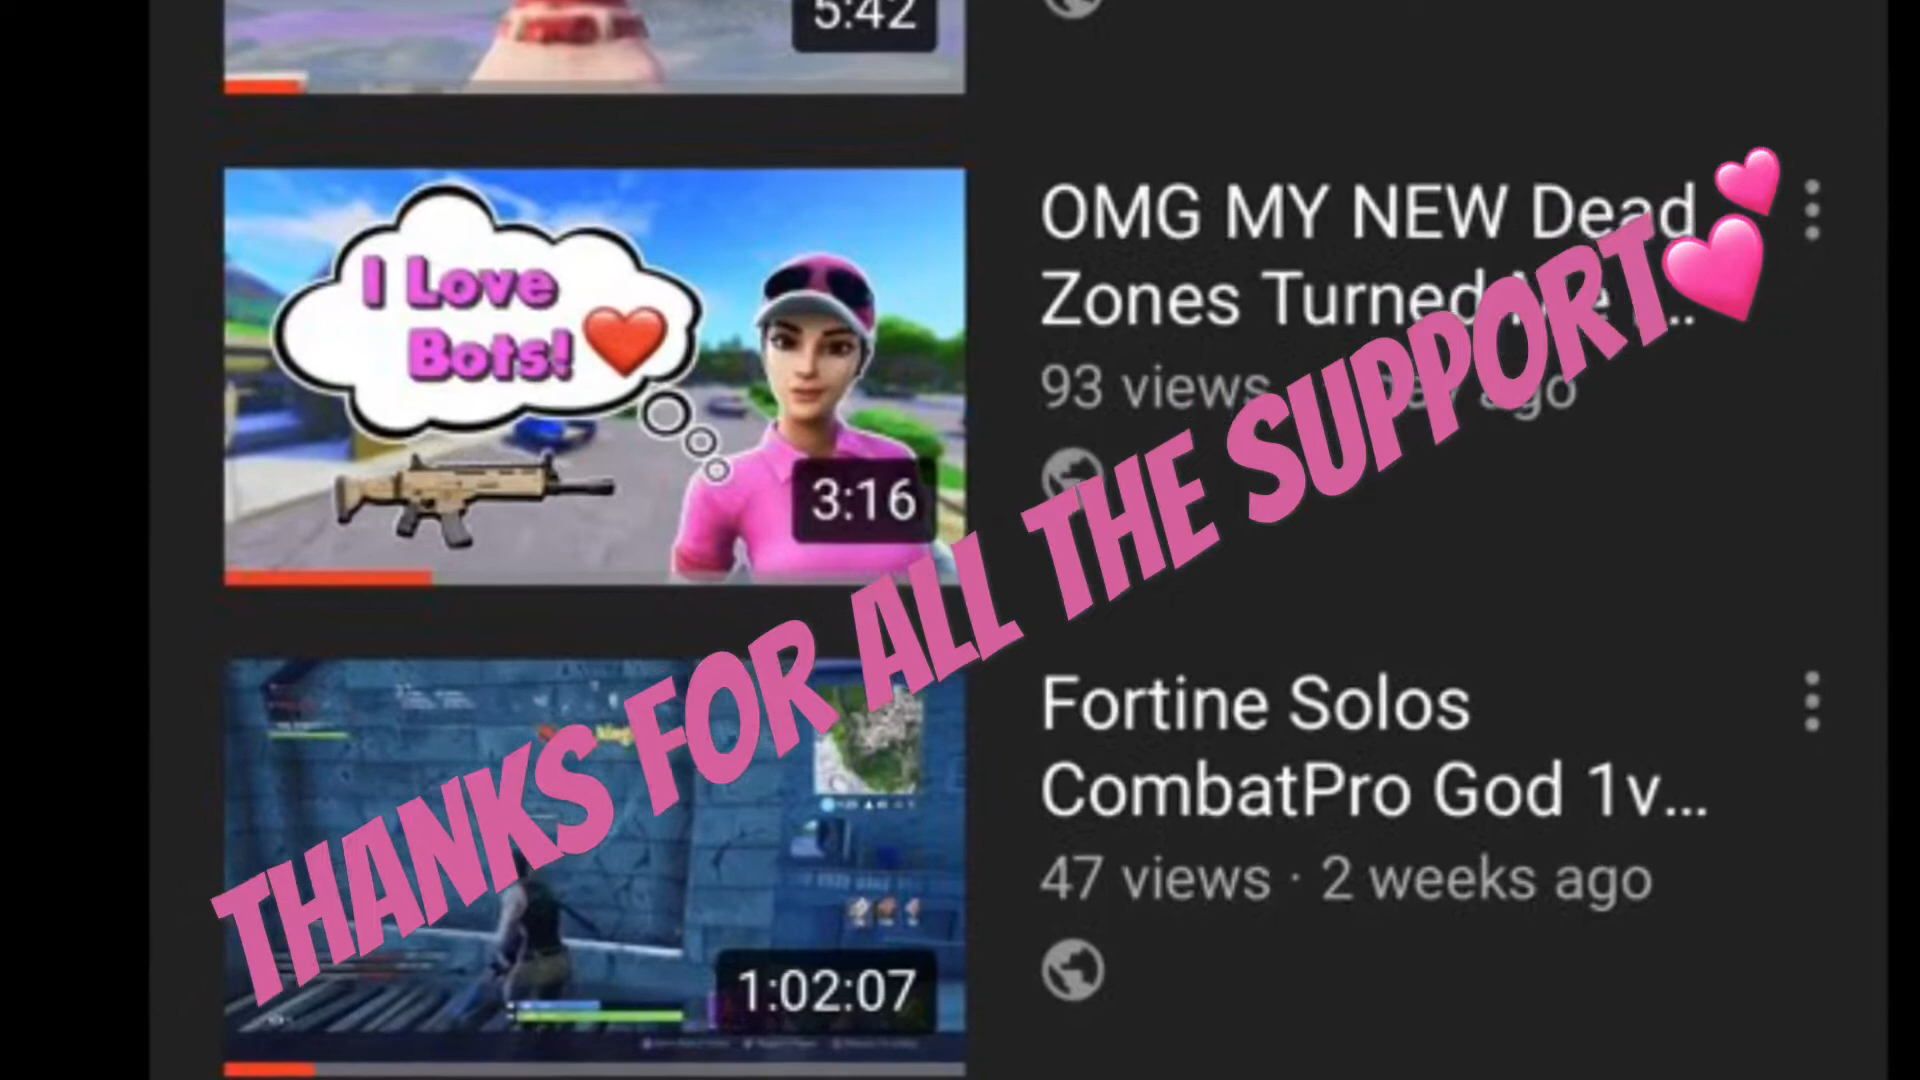 5:42
I Love
Bots!
3:16
OMG MY NEW Dead
Zones Turned
93 views
ago
THANKS FOR ALL THE SUPPORT
1:02:07
Fortine Solos
CombatPro God 1v...
47 views · 2 weeks ago